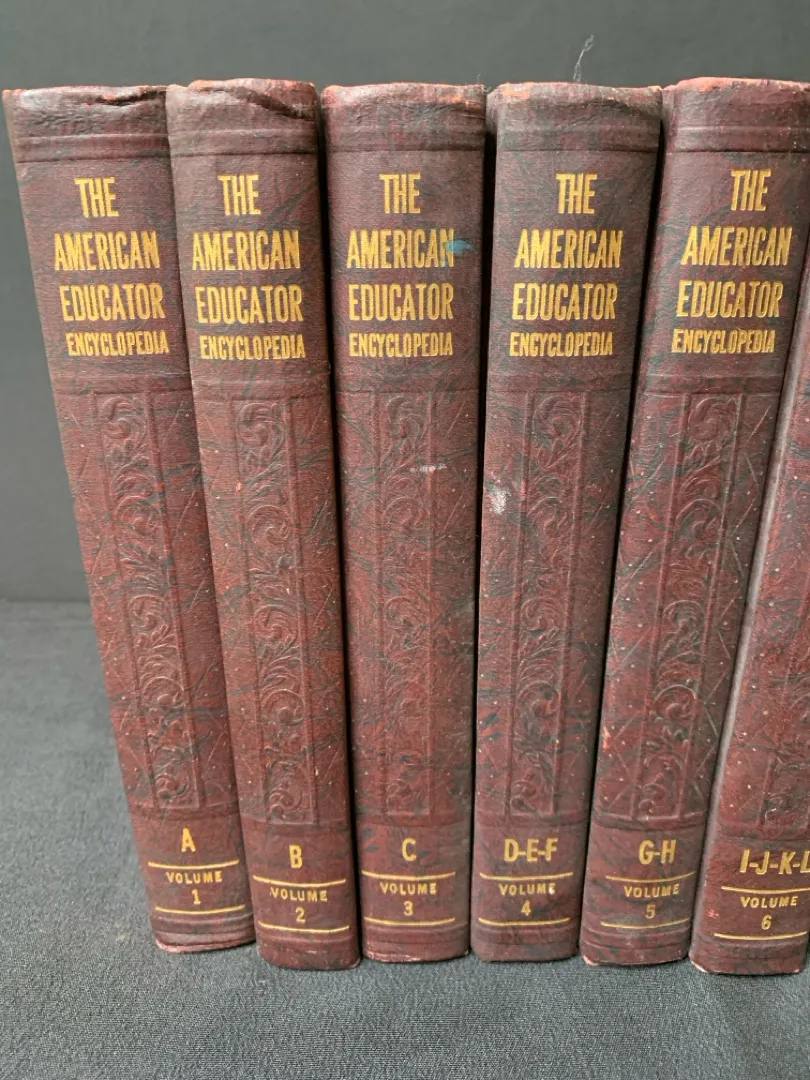 THE
AMERICAN
EDUCATOR
ENCYCLOPEDIA
A
VOLUME
1
THE
AMERICAN
EDUCATOR
ENCYCLOPEDIA
B
VOLUME
2
THE
AMERICAN
EDUCATOR
ENCYCLOPEDIA
C
VOLUME
3
THE
AMERICAN
EDUCATOR
ENCYCLOPEDIA
D-E-F
VOLUME
4
THE
AMERICAN
EDUCATOR
ENCYCLOPEDIA
G-H
VOLUME
5
I-J-K-L
VOLUME
6